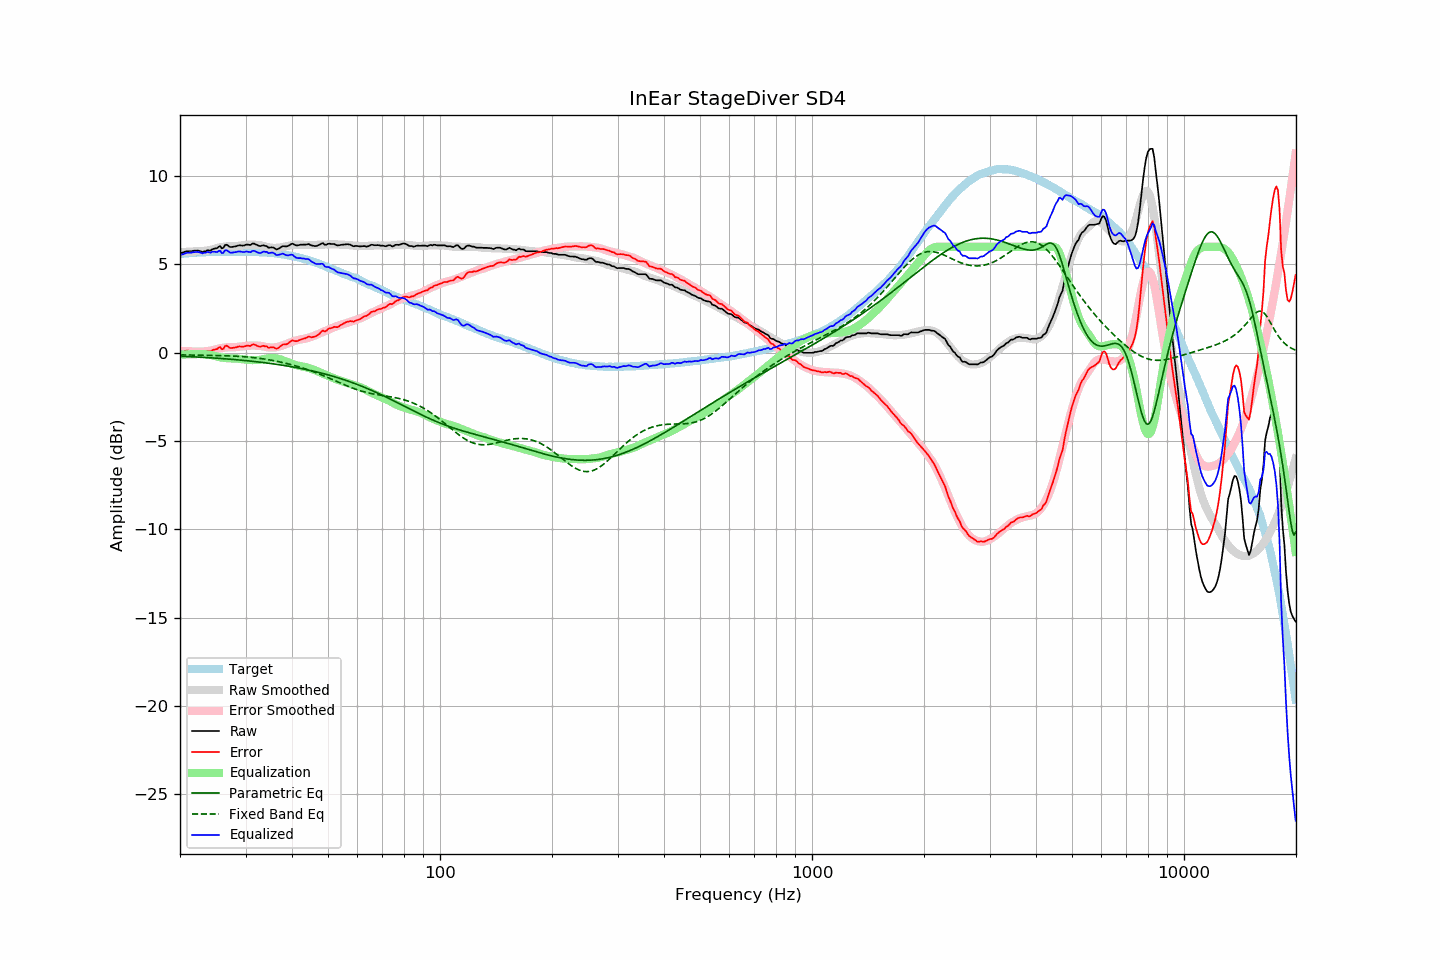 InEar StageDiver SD4
Amplitude (dBr)
10
5
0
−5
−10
−15
−20
−25
Target
Raw Smoothed
Error Smoothed
Raw
Error
Equalization
Parametric Eq
Fixed Band Eq
Equalized
100
1000
10000
Frequency (Hz)